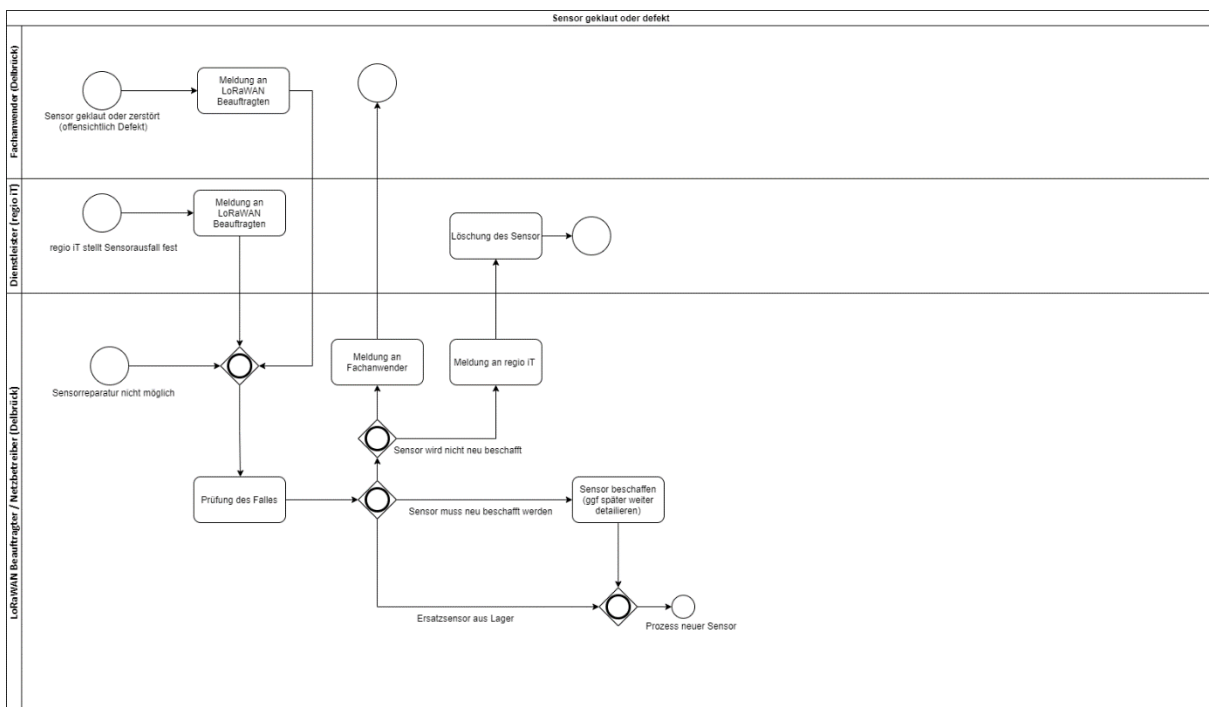 Sensor geklaut oder defekt
Fachanwender (Delbrück)
Meldung an
LoRaWAN
Beauftragten
Sensor geklaut oder zerstört
(offensichtlich Defekt)
Dienstleister (regio iT)
Meldung an
LoRaWAN
Beauftragten
regio iT stellt Sensorausfall fest
Löschung des Sensor
LoRaWAN Beauftragter / Netzbetreiber (Delbrück)
Sensorreparatur nicht möglich
Meldung an
Fachanwender
Meldung an regio iT
Sensor wird nicht neu beschafft
Prüfung des Falles
Sensor muss neu beschafft werden
Sensor beschaffen
(ggf später weiter
detailieren)
Ersatzsensor aus Lager
Prozess neuer Sensor